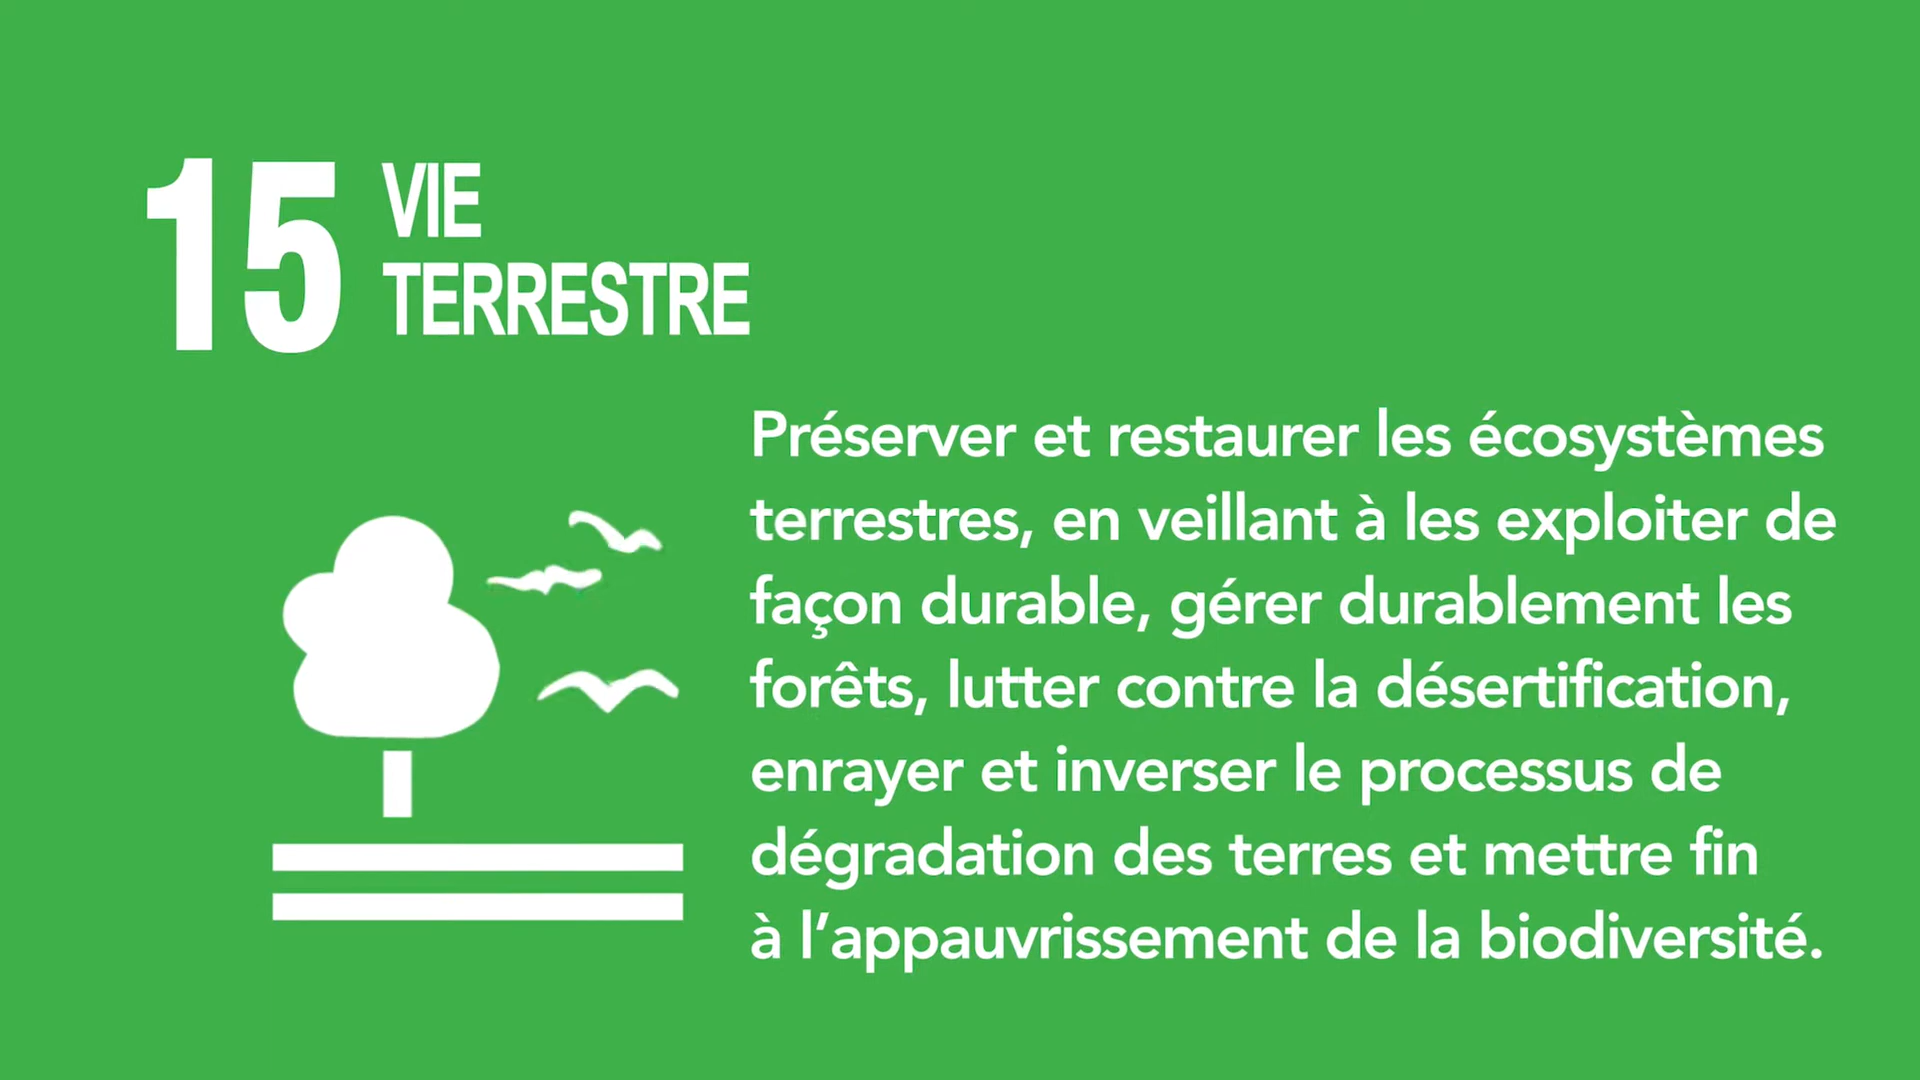 15
VIE
TERRESTRE
Préserver et restaurer les écosystèmes
terrestres, en veillant à les exploiter de
façon durable, gérer durablement les
forêts, lutter contre la désertification,
enrayer et inverser le processus de
dégradation des terres et mettre fin
à l’appauvrissement de la biodiversité.